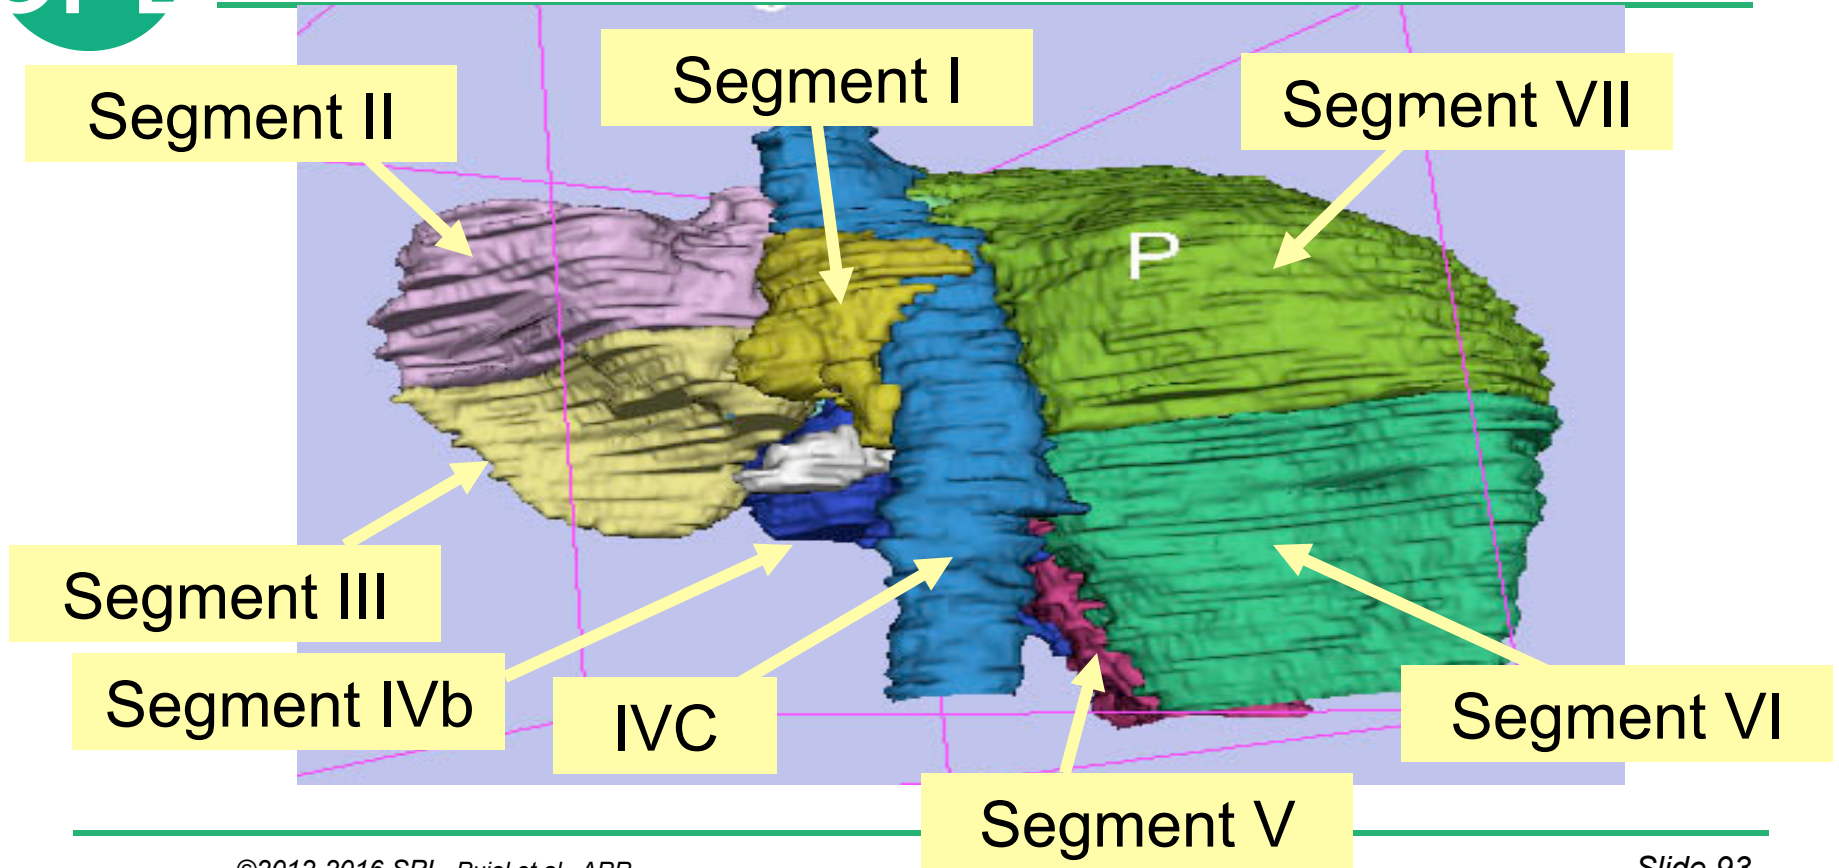 Segment I
Segment VII
Segment II
P
Segment III
Segment IVb
IVC
Segment VI
Segment V